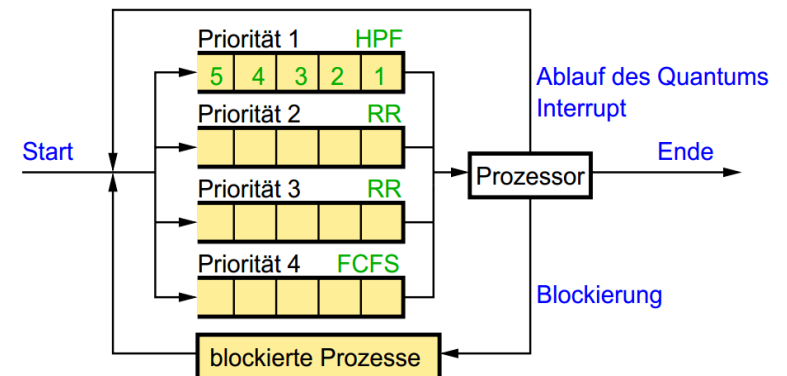 Priorität 1 HPF
5 4 3 2 1
Ablauf des Quantums
Interrupt
Priorität 2 RR
Start
Ende
Prozessor
Priorität 3 RR
Priorität 4 FCFS
Blockierung
blockierte Prozesse